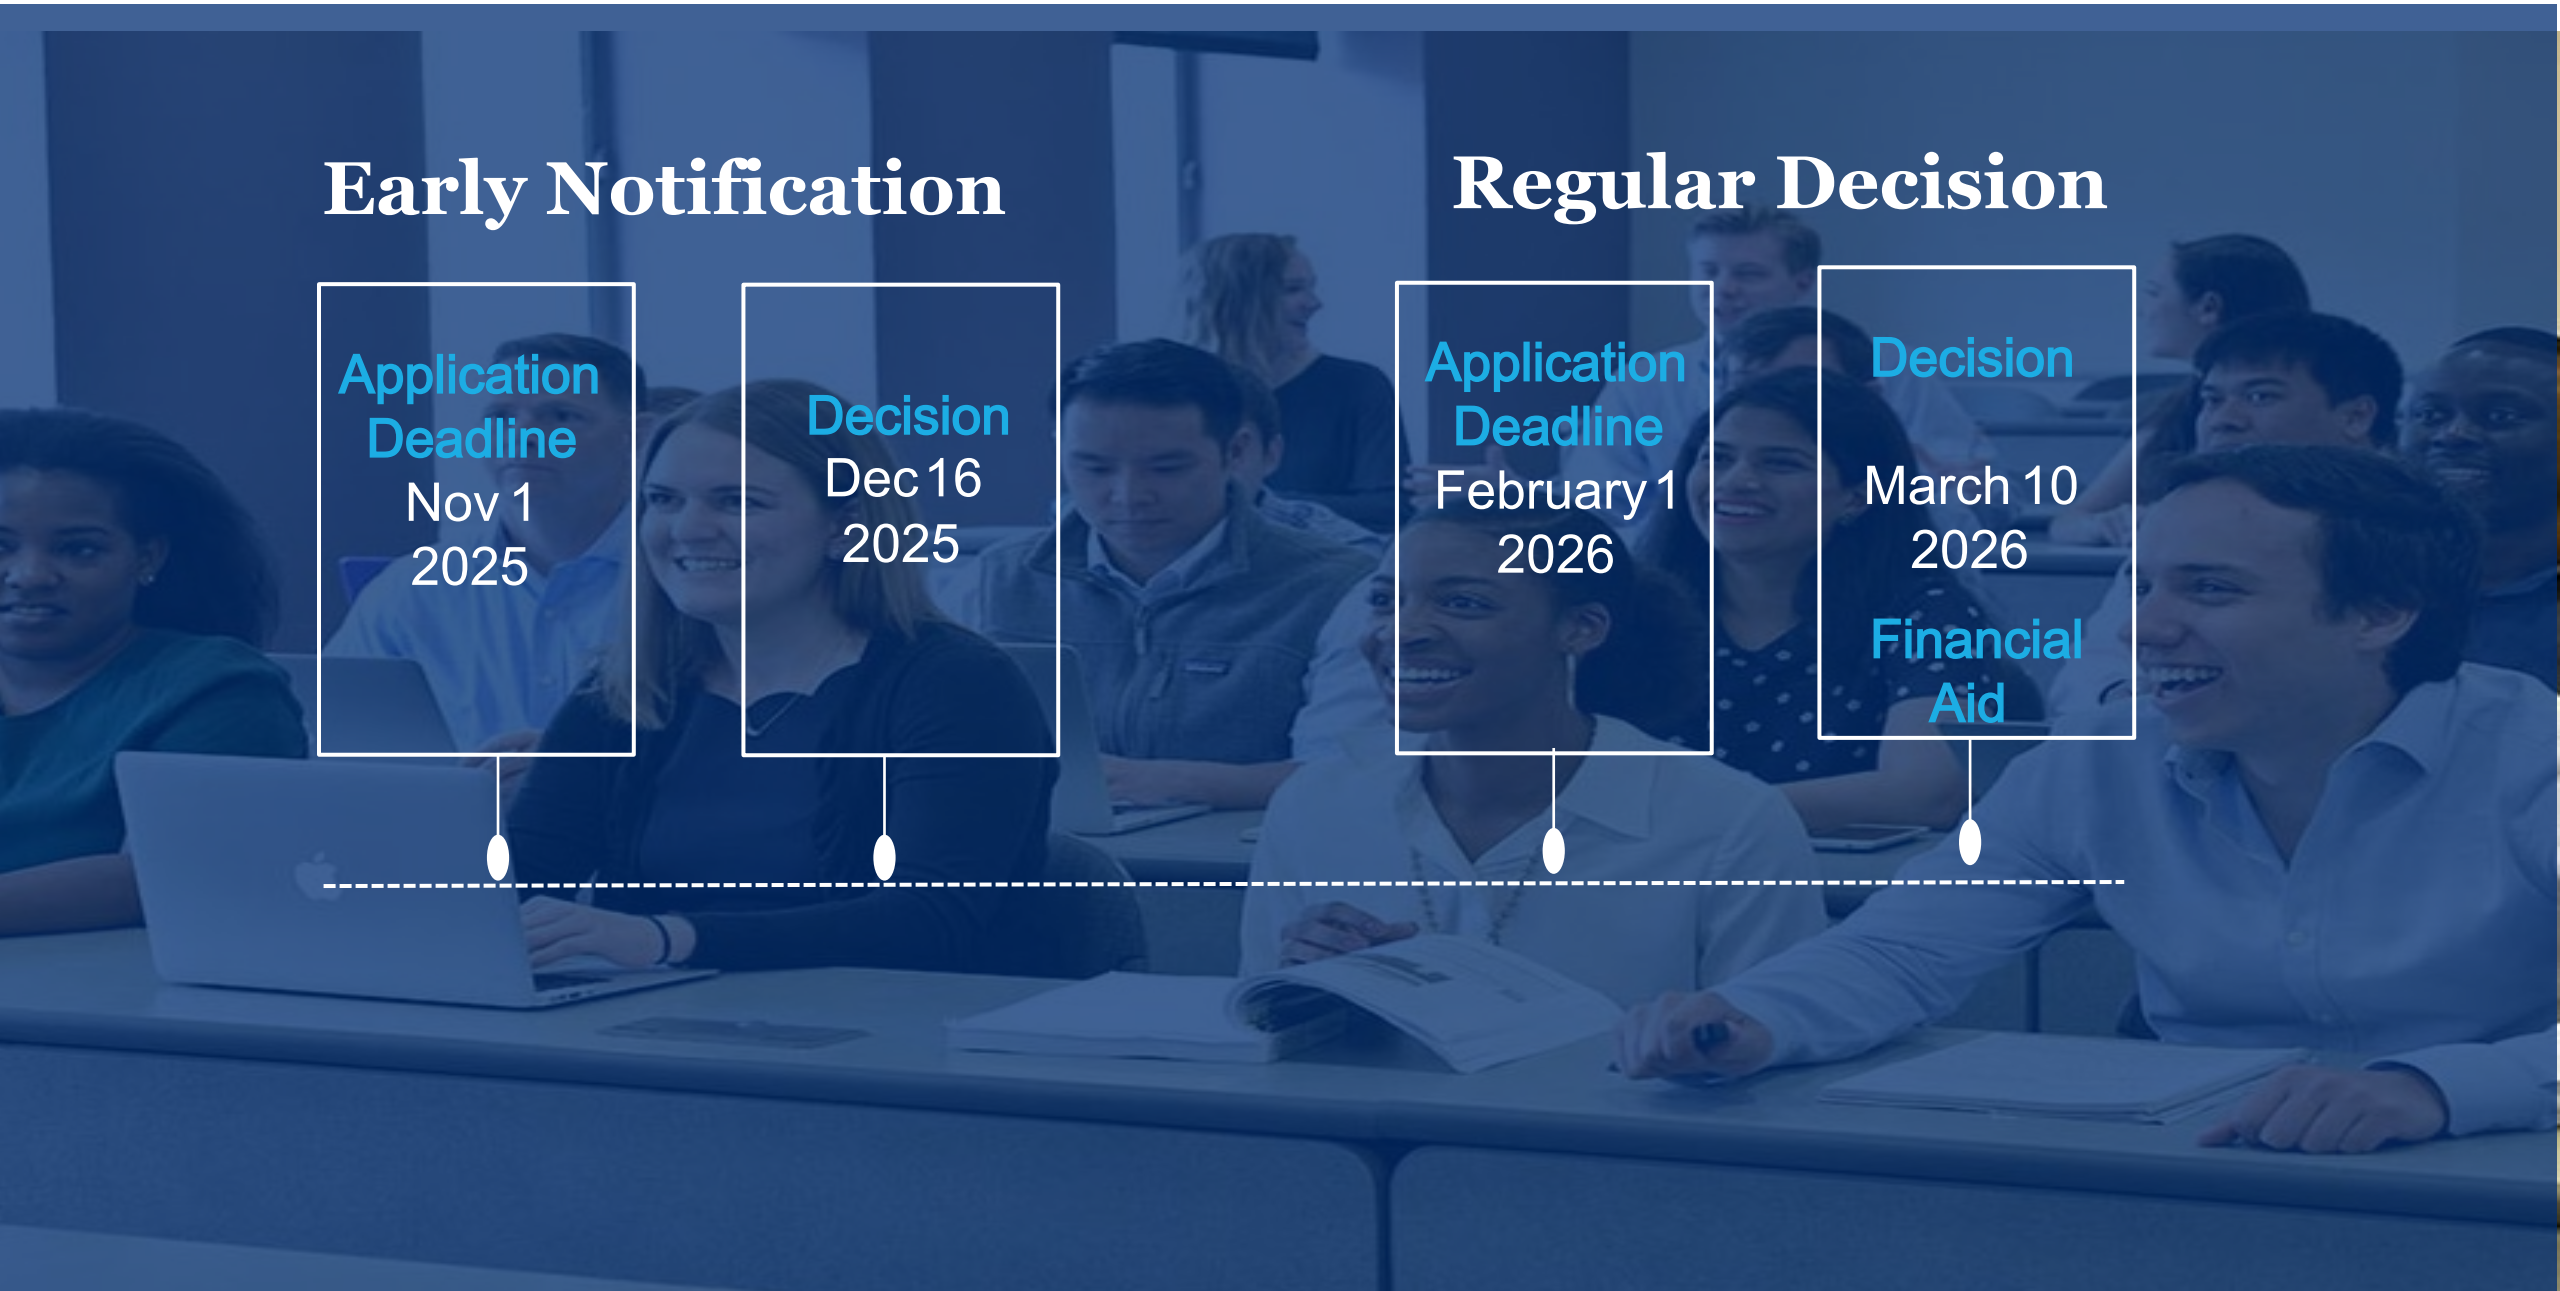 Early Notification
Application
Deadline
Nov 1
2025
Decision
Dec 16
2025
Regular Decision
Application
Deadline
February 1
2026
Decision
March 10
2026
Financial
Aid